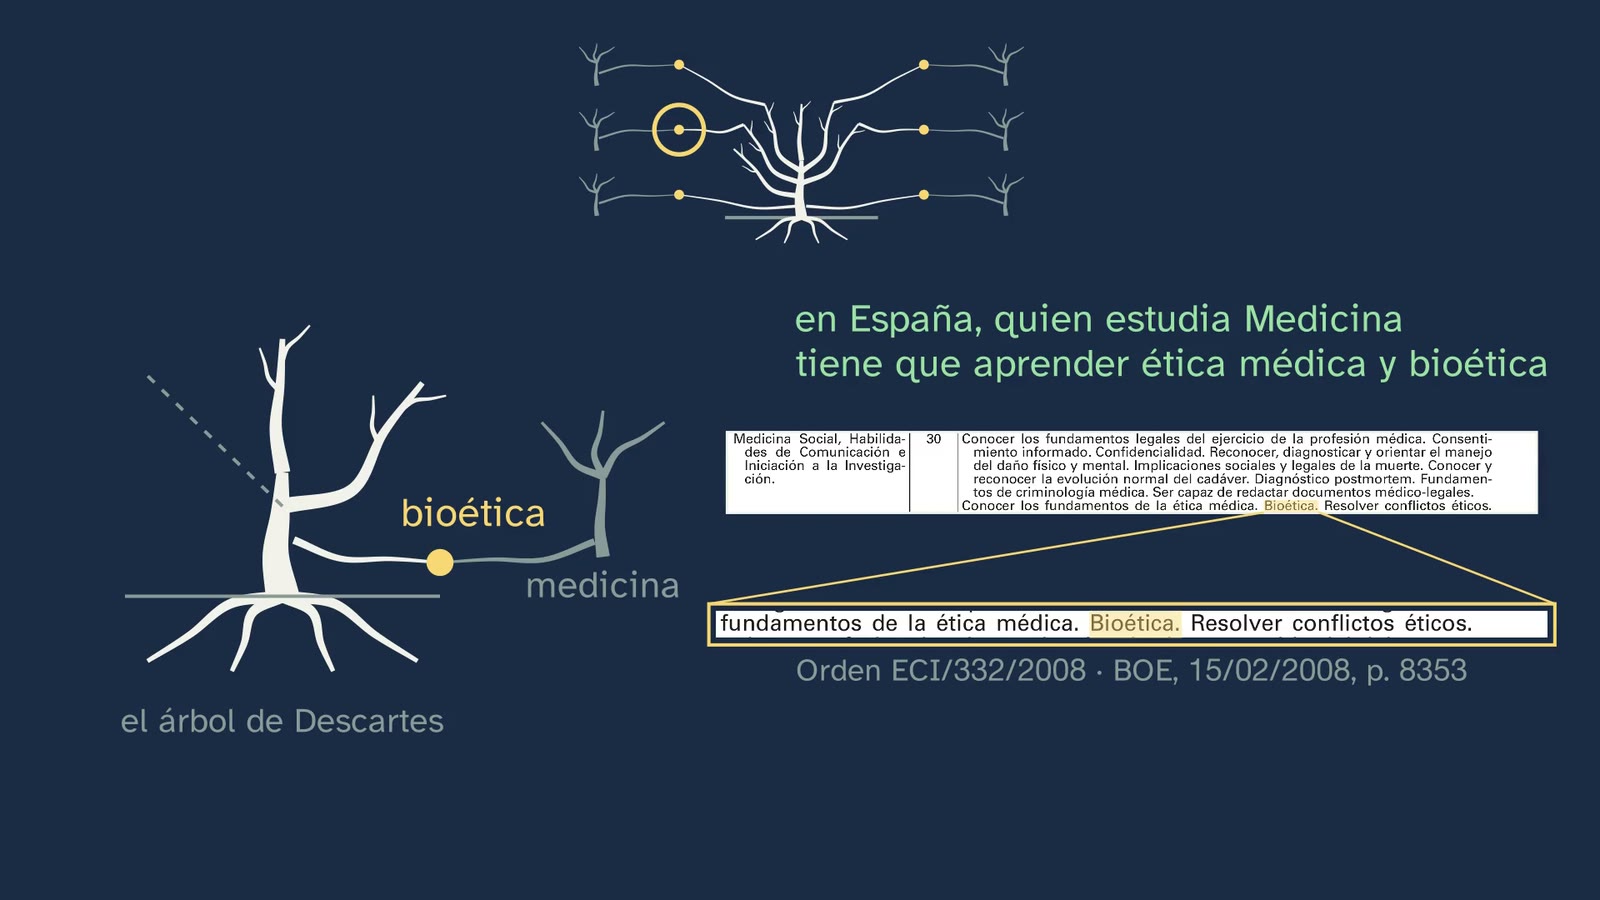 en España, quien estudia Medicina
tiene que aprender ética médica y bioética
Medicina Social, Habilida-
des de Comunicación e
Iniciación a la Investiga-
ción.
30
Conocer los fundamentos legales del ejercicio de la profesión médica. Consenti-
miento informado. Confidencialidad. Reconocer, diagnosticar y orientar el manejo
del daño físico y mental. Implicaciones sociales y legales de la muerte. Conocer y
reconocer la evolución normal del cadáver. Diagnóstico postmortem. Fundamen-
tos de criminología médica. Ser capaz de redactar documentos médico-legales.
Conocer los fundamentos de la ética médica. Bioética. Resolver conflictos éticos.
bioética
medicina
fundamentos de la ética médica. Bioética. Resolver conflictos éticos.
Orden ECI/332/2008 · BOE, 15/02/2008, p. 8353
el árbol de Descartes